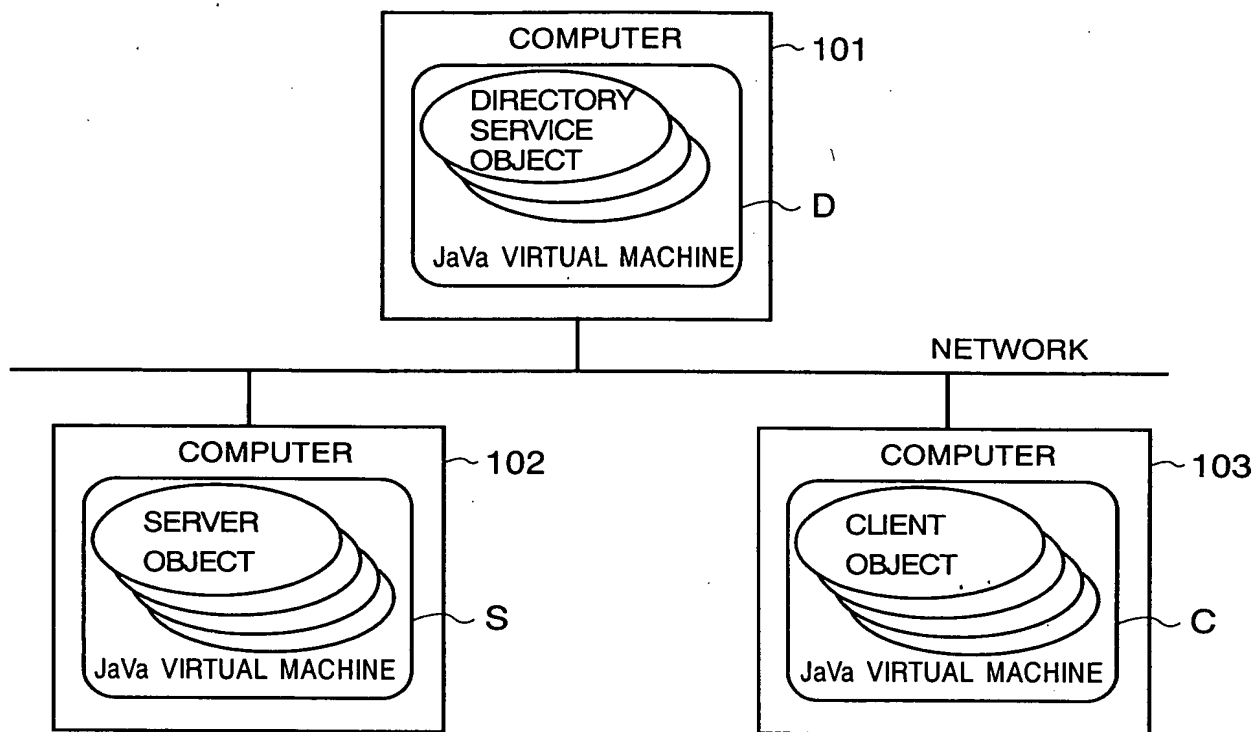 COMPUTER
101
DIRECTORY
SERVICE
OBJECT
D
JaVa VIRTUAL MACHINE
NETWORK
COMPUTER
102
SERVER
OBJECT
S
JaVa VIRTUAL MACHINE
COMPUTER
103
CLIENT
OBJECT
C
JaVa VIRTUAL MACHINE